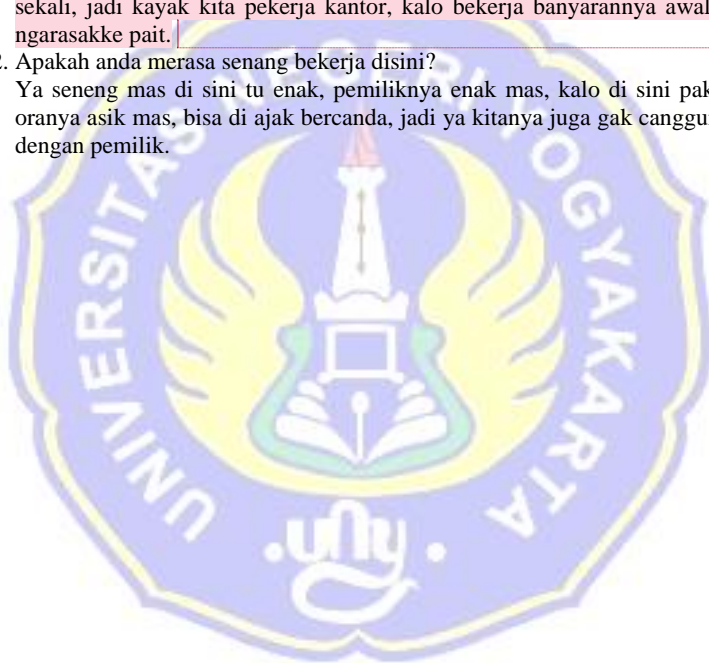 sekali, jadi kayak kita pekerja kantor, kalo bekerja banyarannya awal
ngarasakke pait.
2. Apakah anda merasa senang bekerja disini?
Ya seneng mas di sini tu enak, pemiliknya enak mas, kalo di sini pak
oranya asik mas, bisa di ajak bercanda, jadi ya kitanya juga gak canggu
dengan pemilik.
UNIVERSITAS NEGERI YOGYAKARTA
uny